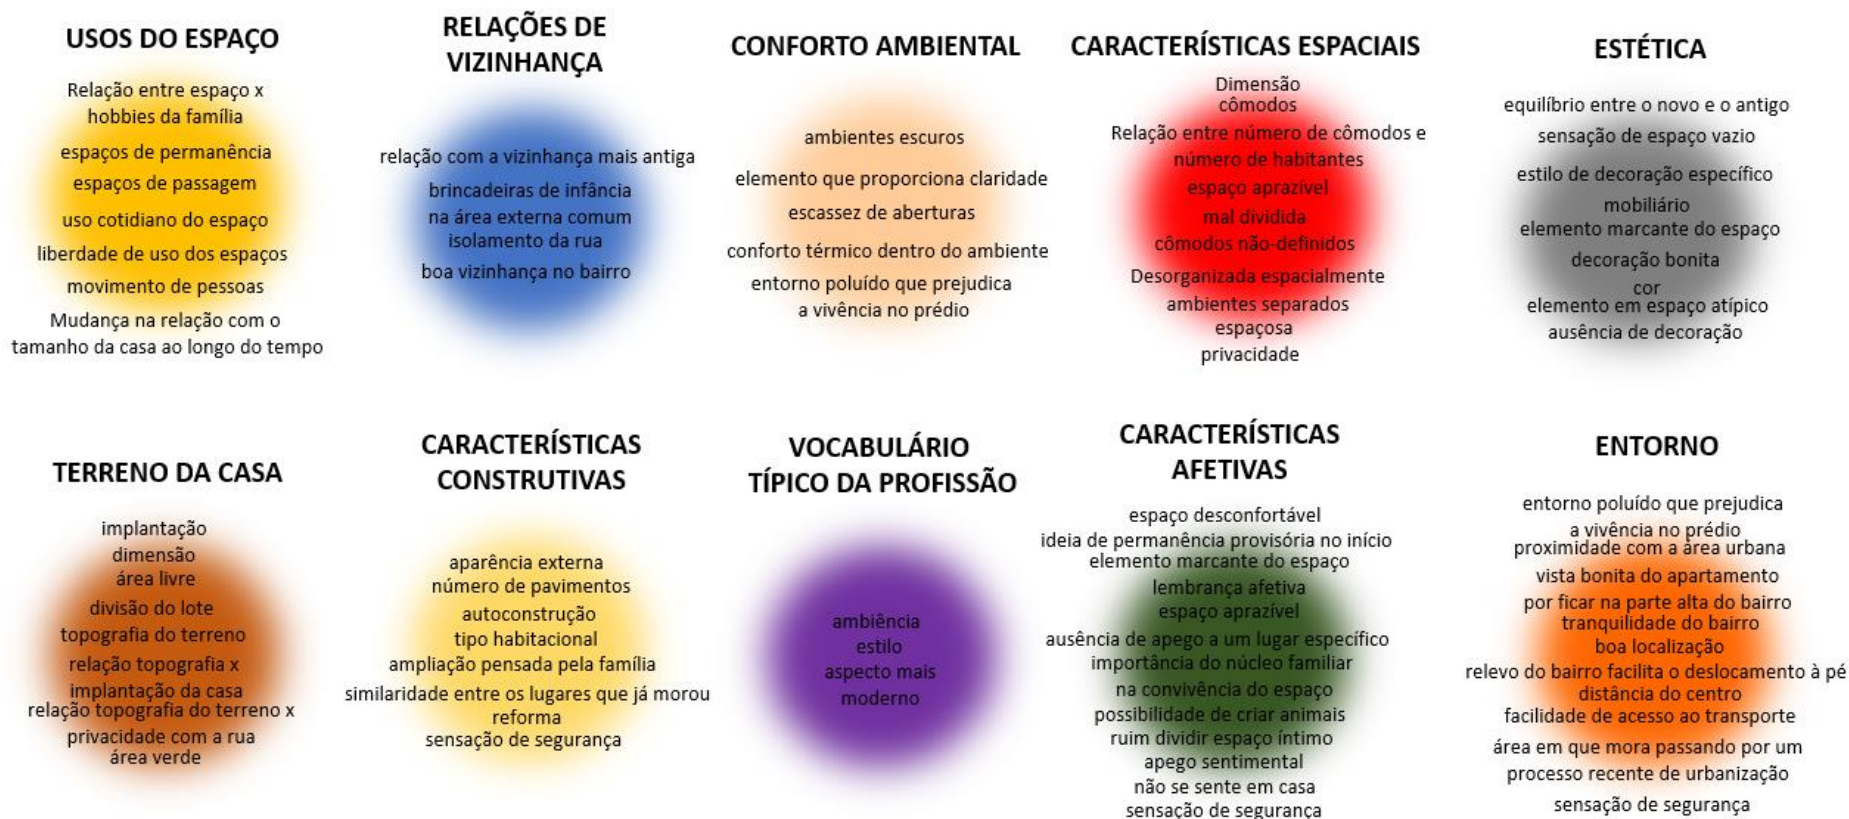 USOS DO ESPAÇO
Relação entre espaço x
hobbies da família
espaços de permanência
espaços de passagem
uso cotidiano do espaço
liberdade de uso dos espaços
movimento de pessoas
Mudança na relação com o
tamanho da casa ao longo do tempo
RELAÇÕES DE
VIZINHANÇA
relação com a vizinhança mais antiga
brincadeiras de infância
na área externa comum
isolamento da rua
boa vizinhança no bairro
CONFORTO AMBIENTAL
ambientes escuros
elemento que proporciona claridade
escassez de aberturas
conforto térmico dentro do ambiente
entorno poluído que prejudica
a vivência no prédio
CARACTERÍSTICAS ESPACIAIS
Dimensão
cômodos
Relação entre número de cômodos e
número de habitantes
espaço aprazível
mal dividida
cômodos não-definidos
Desorganizada espacialmente
ambientes separados
espaçosa
privacidade
ESTÉTICA
equilíbrio entre o novo e o antigo
sensação de espaço vazio
estilo de decoração específico
mobiliário
elemento marcante do espaço
decoração bonita
cor
elemento em espaço atípico
ausência de decoração
TERRENO DA CASA
implantação
dimensão
área livre
divisão do lote
topografia do terreno
relação topografia x
implantação da casa
relação topografia do terreno x
privacidade com a rua
área verde
CARACTERÍSTICAS
CONSTRUTIVAS
aparência externa
número de pavimentos
autoconstrução
tipo habitacional
ampliação pensada pela família
similaridade entre os lugares que já morou
reforma
sensação de segurança
VOCABULÁRIO
TÍPICO DA PROFISSÃO
ambiência
estilo
aspecto mais
moderno
CARACTERÍSTICAS
AFETIVAS
espaço desconfortável
ideia de permanência provisória no início
elemento marcante do espaço
lembrança afetiva
espaço aprazível
ausência de apego a um lugar específico
importância do núcleo familiar
na convivência do espaço
possibilidade de criar animais
ruim dividir espaço íntimo
apego sentimental
não se sente em casa
sensação de segurança
ENTORNO
entorno poluído que prejudica
a vivência no prédio
proximidade com a área urbana
vista bonita do apartamento
por ficar na parte alta do bairro
tranquilidade do bairro
boa localização
relevo do bairro facilita o deslocamento à pé
distância do centro
facilidade de acesso ao transporte
área em que mora passando por um
processo recente de urbanização
sensação de segurança